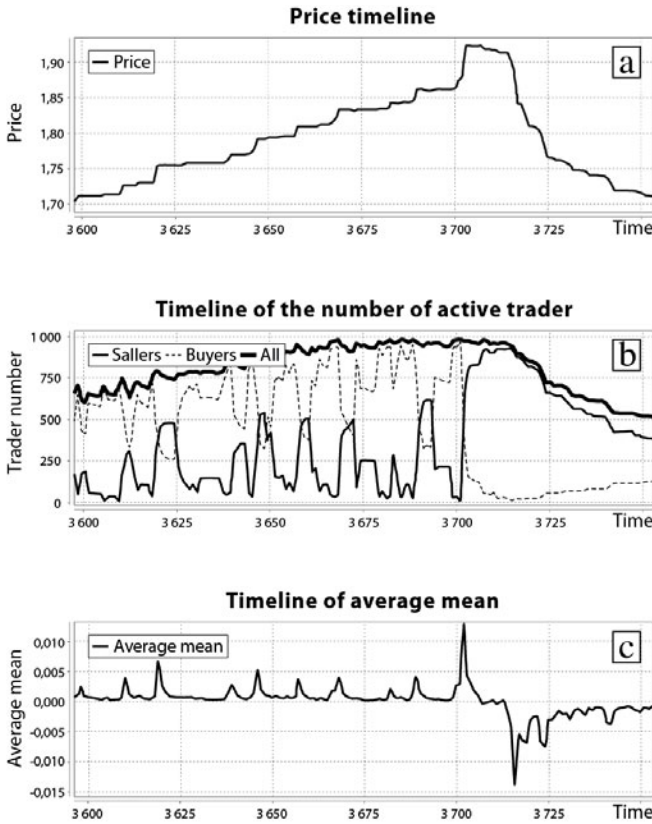 Price timeline
Price
a
Price
1,90
1,85
1,80
1,75
1,70
3 600 3 625 3 650 3 675 3 700 3 725 Time
Timeline of the number of active trader
Sallers Buyers All
b
Trader number
1 000
750
500
250
0
3 600 3 625 3 650 3 675 3 700 3 725 Time
Timeline of average mean
Average mean
c
Average mean
0,010
0,005
0,000
-0,005
-0,010
-0,015
3 600 3 625 3 650 3 675 3 700 3 725 Time